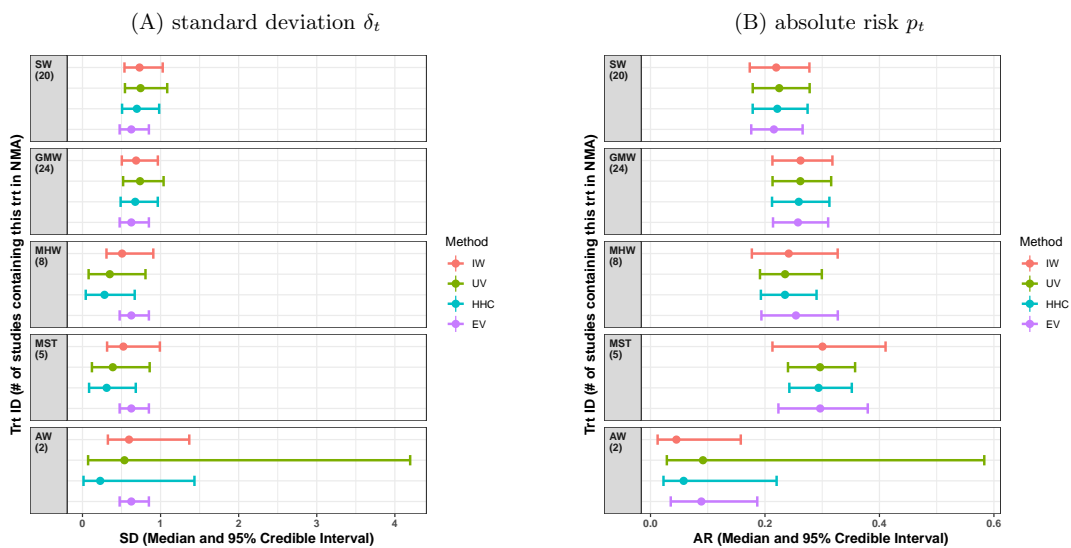 (A) standard deviation δt
Trt ID (# of studies containing this trt in NMA)
SW
(20)
GMW
(24)
MHW
(8)
MST
(5)
AW
(2)
0 1 2 3 4
SD (Median and 95% Credible Interval)
Method
IW
UV
HHC
EV
(B) absolute risk pt
Trt ID (# of studies containing this trt in NMA)
SW
(20)
GMW
(24)
MHW
(8)
MST
(5)
AW
(2)
0.0 0.2 0.4 0.6
AR (Median and 95% Credible Interval)
Method
IW
UV
HHC
EV